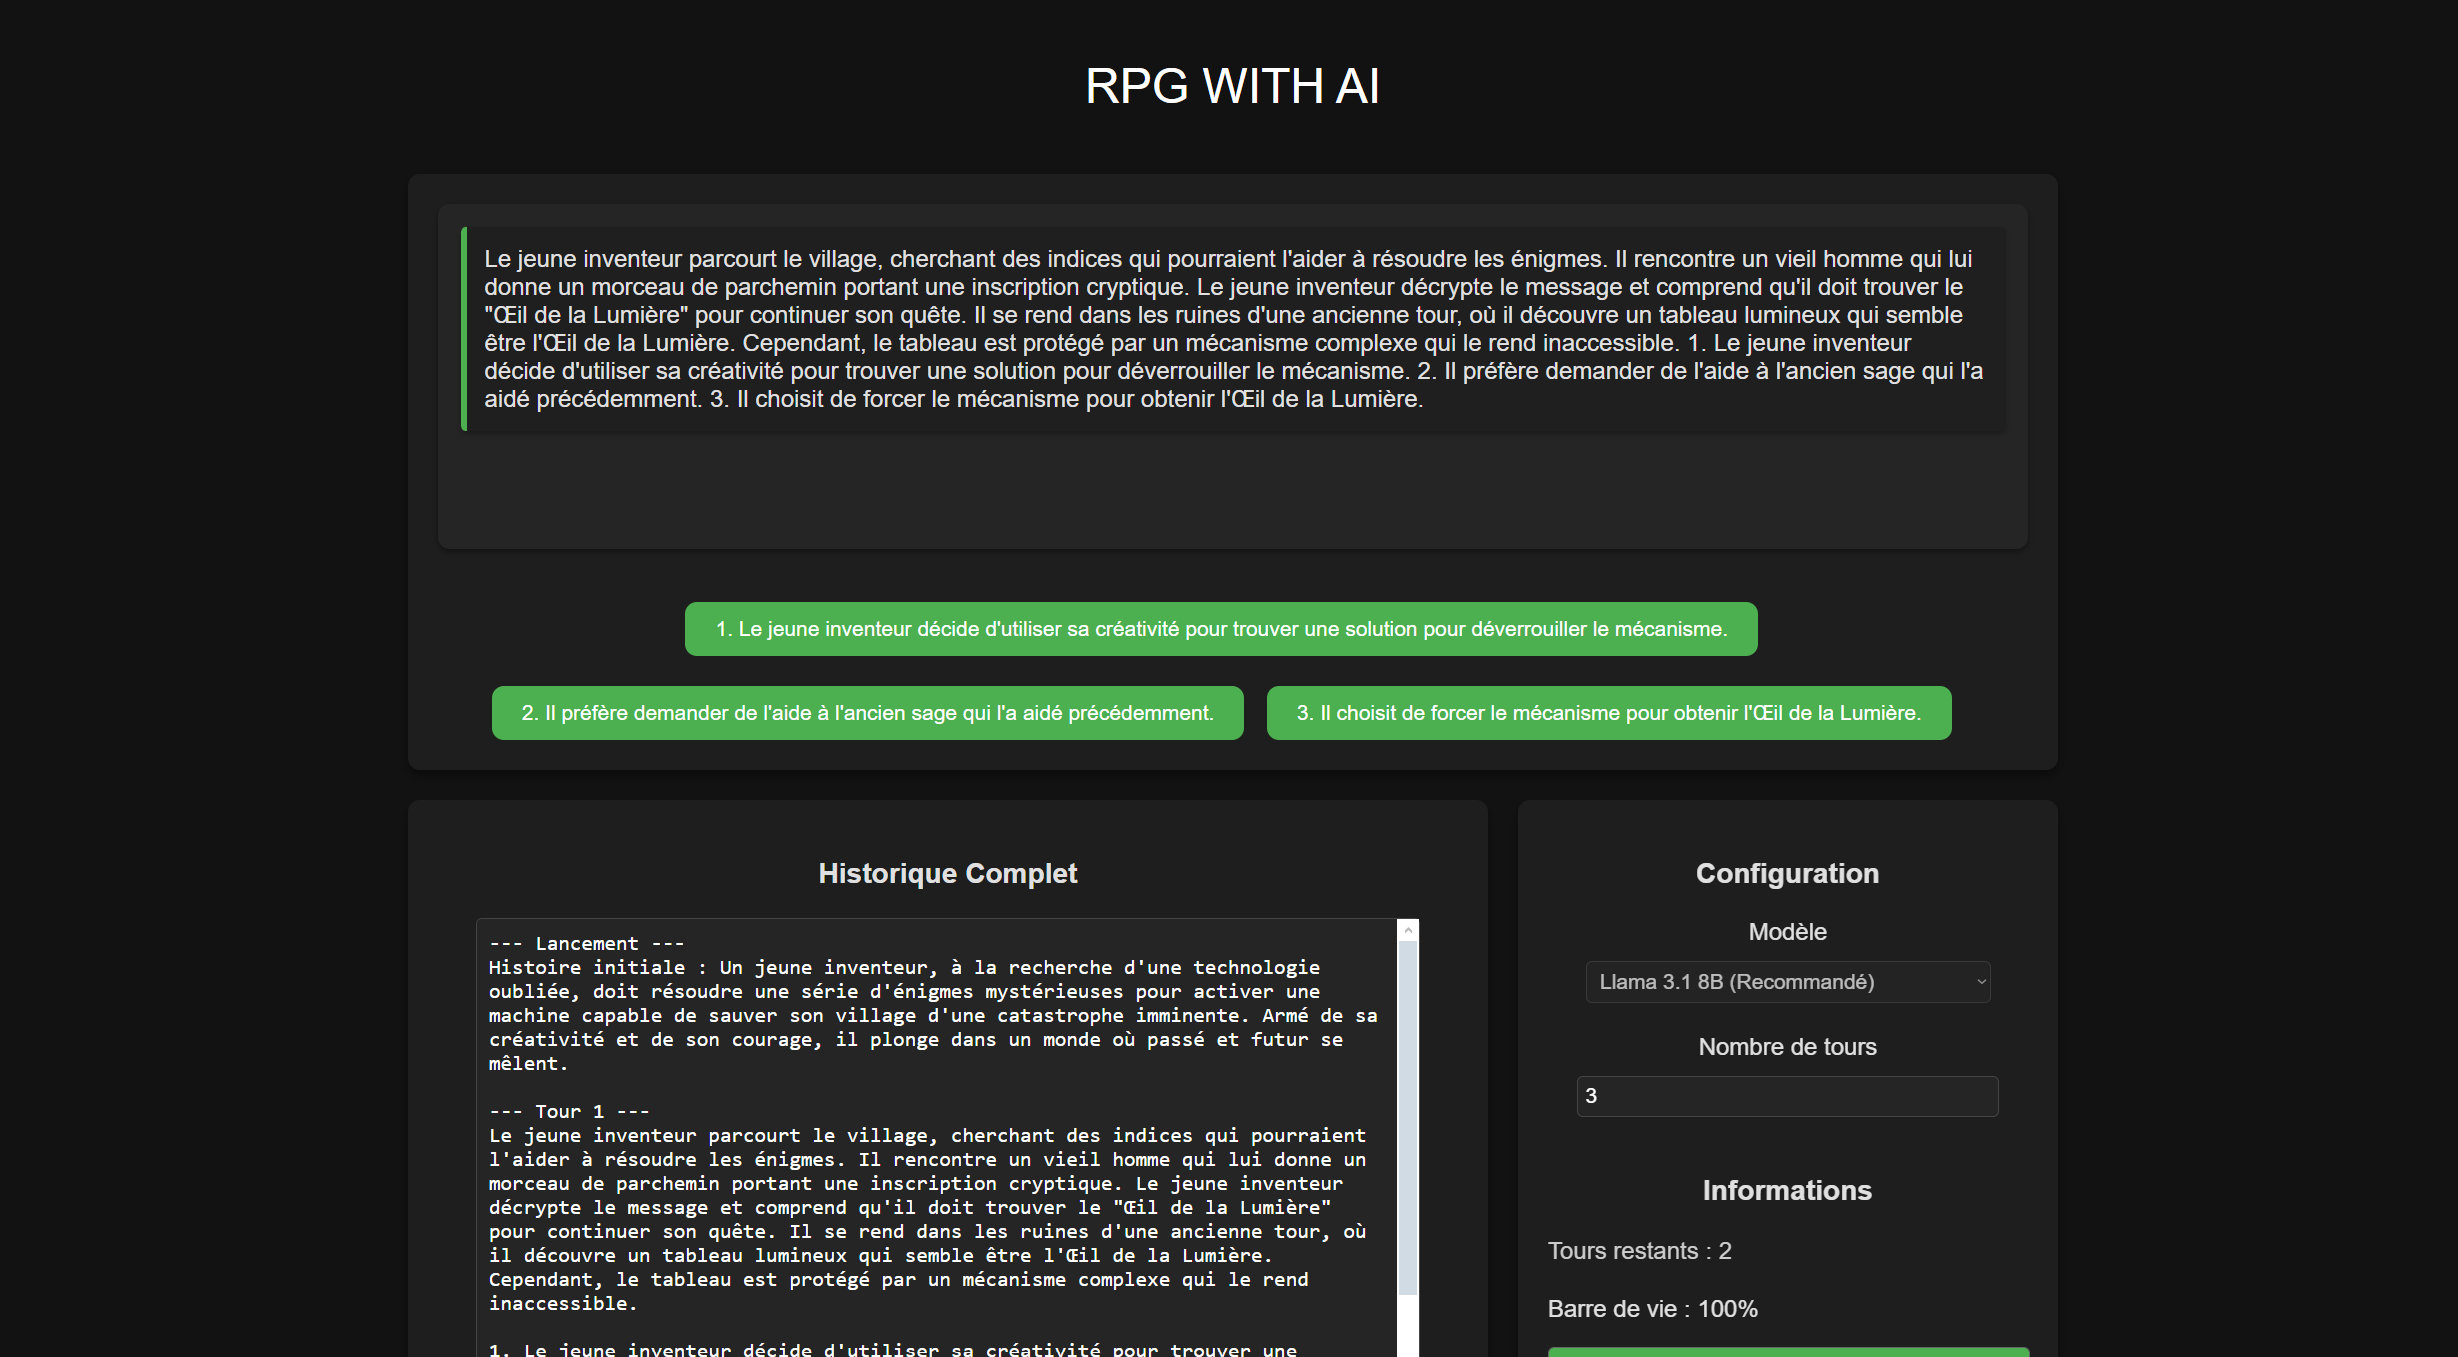 RPG WITH AI
Le jeune inventeur parcourt le village, cherchant des indices qui pourraient l'aider à résoudre les énigmes. Il rencontre un vieil homme qui lui
donne un morceau de parchemin portant une inscription cryptique. Le jeune inventeur décrypte le message et comprend qu'il doit trouver le
"Œil de la Lumière" pour continuer son quête. Il se rend dans les ruines d'une ancienne tour, où il découvre un tableau lumineux qui semble
être l'Œil de la Lumière. Cependant, le tableau est protégé par un mécanisme complexe qui le rend inaccessible. 1. Le jeune inventeur
décide d'utiliser sa créativité pour trouver une solution pour déverrouiller le mécanisme. 2. Il préfère demander de l'aide à l'ancien sage qui l'a
aidé précédemment. 3. Il choisit de forcer le mécanisme pour obtenir l'Œil de la Lumière.
1. Le jeune inventeur décide d'utiliser sa créativité pour trouver une solution pour déverrouiller le mécanisme.
2. Il préfère demander de l'aide à l'ancien sage qui l'a aidé précédemment.
3. Il choisit de forcer le mécanisme pour obtenir l'Œil de la Lumière.
Historique Complet
--- Lancement ---
Histoire initiale : Un jeune inventeur, à la recherche d'une technologie
oubliée, doit résoudre une série d'énigmes mystérieuses pour activer une
machine capable de sauver son village d'une catastrophe imminente. Armé de sa
créativité et de son courage, il plonge dans un monde où passé et futur se
mêlent.
--- Tour 1 ---
Le jeune inventeur parcourt le village, cherchant des indices qui pourraient
l'aider à résoudre les énigmes. Il rencontre un vieil homme qui lui donne un
morceau de parchemin portant une inscription cryptique. Le jeune inventeur
décrypte le message et comprend qu'il doit trouver le "Œil de la Lumière"
pour continuer son quête. Il se rend dans les ruines d'une ancienne tour, où
il découvre un tableau lumineux qui semble être l'Œil de la Lumière.
Cependant, le tableau est protégé par un mécanisme complexe qui le rend
inaccessible.
1. Le jeune inventeur décide d'utiliser sa créativité pour trouver une
Configuration
Modèle
Llama 3.1 8B (Recommandé)
Nombre de tours
3
Informations
Tours restants : 2
Barre de vie : 100%